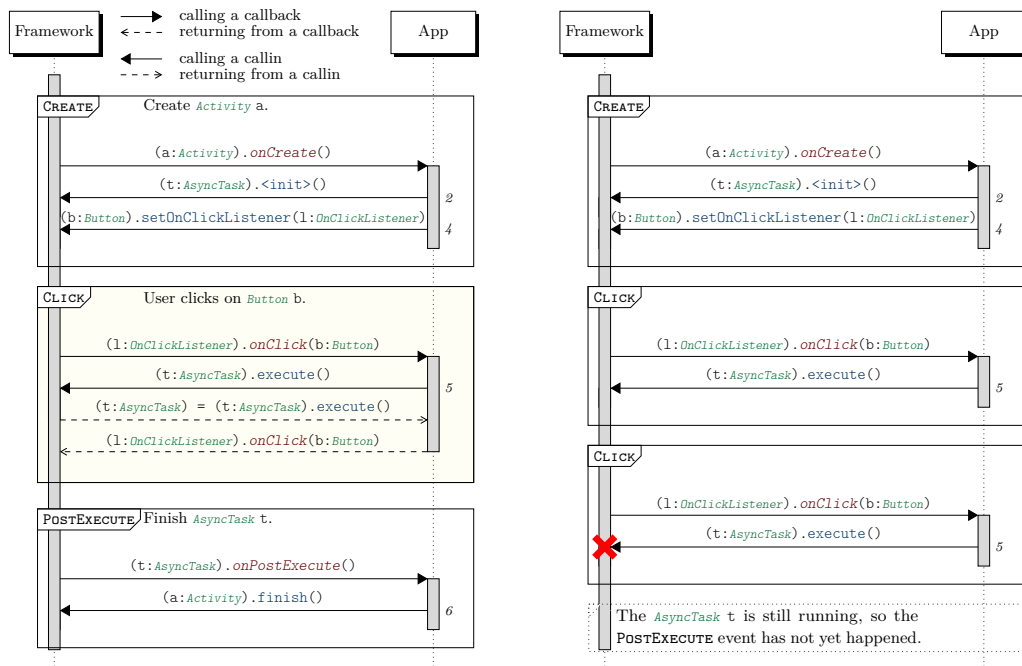 Framework
calling a callback
returning from a callback
calling a callin
returning from a callin
App
CREATE
Create Activity a.
(a:Activity).onCreate()
(t:AsyncTask).<init>()
2
(b:Button).setOnClickListener(l:OnClickListener)
4
CLICK
User clicks on Button b.
(l:OnClickListener).onClick(b:Button)
(t:AsyncTask).execute()
5
(t:AsyncTask) = (t:AsyncTask).execute()
(l:OnClickListener).onClick(b:Button)
POSTEXECUTE
Finish AsyncTask t.
(t:AsyncTask).onPostExecute()
(a:Activity).finish()
6
Framework
App
CREATE
(a:Activity).onCreate()
(t:AsyncTask).<init>()
2
(b:Button).setOnClickListener(l:OnClickListener)
4
CLICK
(l:OnClickListener).onClick(b:Button)
(t:AsyncTask).execute()
5
CLICK
(l:OnClickListener).onClick(b:Button)
(t:AsyncTask).execute()
5
The AsyncTask t is still running, so the
POSTEXECUTE event has not yet happened.